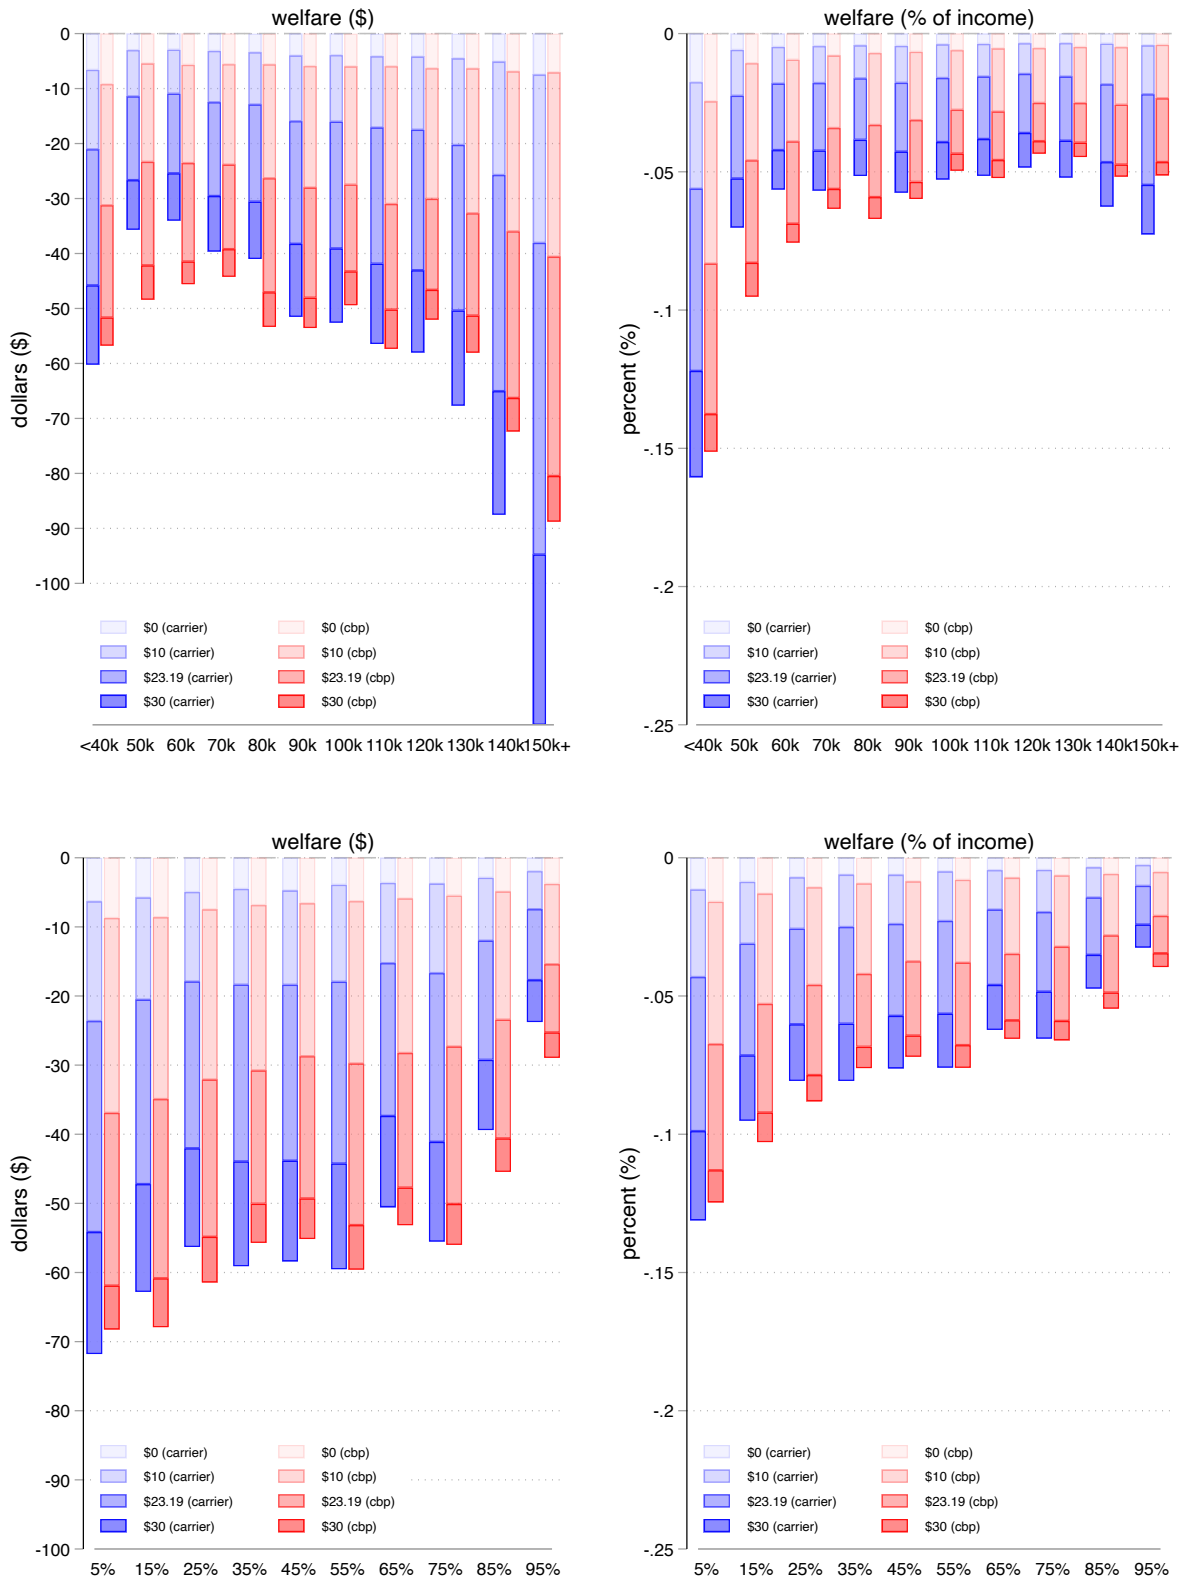 welfare ($)
0
-10
-20
-30
-40
-50
-60
-70
-80
-90
-100
dollars ($)
$0 (carrier) $0 (cbp)
$10 (carrier) $10 (cbp)
$23.19 (carrier) $23.19 (cbp)
$30 (carrier) $30 (cbp)
<40k 50k 60k 70k 80k 90k 100k 110k 120k 130k 140k 150k+
welfare (% of income)
0
-.05
-.1
-.15
-.2
-.25
percent (%)
$0 (carrier) $0 (cbp)
$10 (carrier) $10 (cbp)
$23.19 (carrier) $23.19 (cbp)
$30 (carrier) $30 (cbp)
<40k 50k 60k 70k 80k 90k 100k 110k 120k 130k 140k 150k+
welfare ($)
0
-10
-20
-30
-40
-50
-60
-70
-80
-90
-100
dollars ($)
$0 (carrier) $0 (cbp)
$10 (carrier) $10 (cbp)
$23.19 (carrier) $23.19 (cbp)
$30 (carrier) $30 (cbp)
5% 15% 25% 35% 45% 55% 65% 75% 85% 95%
welfare (% of income)
0
-.05
-.1
-.15
-.2
-.25
percent (%)
$0 (carrier) $0 (cbp)
$10 (carrier) $10 (cbp)
$23.19 (carrier) $23.19 (cbp)
$30 (carrier) $30 (cbp)
5% 15% 25% 35% 45% 55% 65% 75% 85% 95%